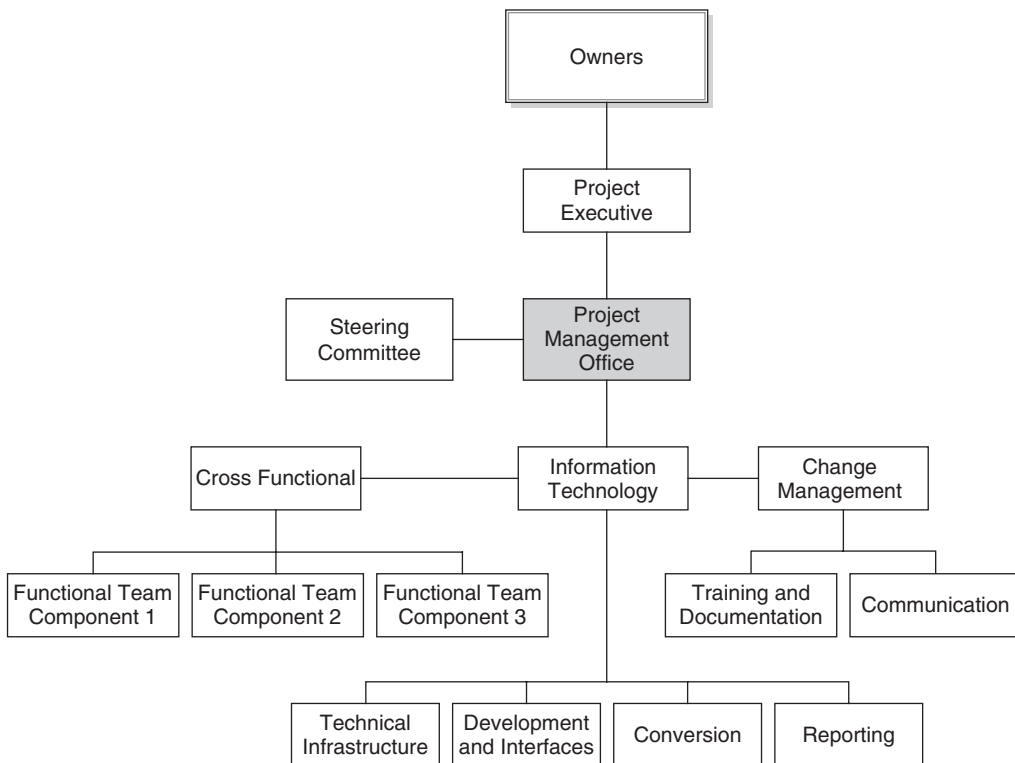 Owners
Project
Executive
Steering
Committee
Project
Management
Office
Cross Functional
Information
Technology
Change
Management
Functional Team
Component 1
Functional Team
Component 2
Functional Team
Component 3
Training and
Documentation
Communication
Technical
Infrastructure
Development
and Interfaces
Conversion
Reporting